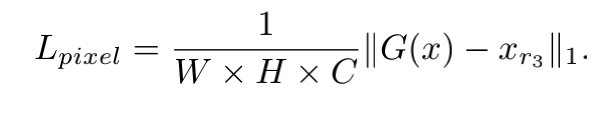 L_{pixel} = \frac{1}{W \times H \times C} \|G(x) - x_{r_3}\|_1.